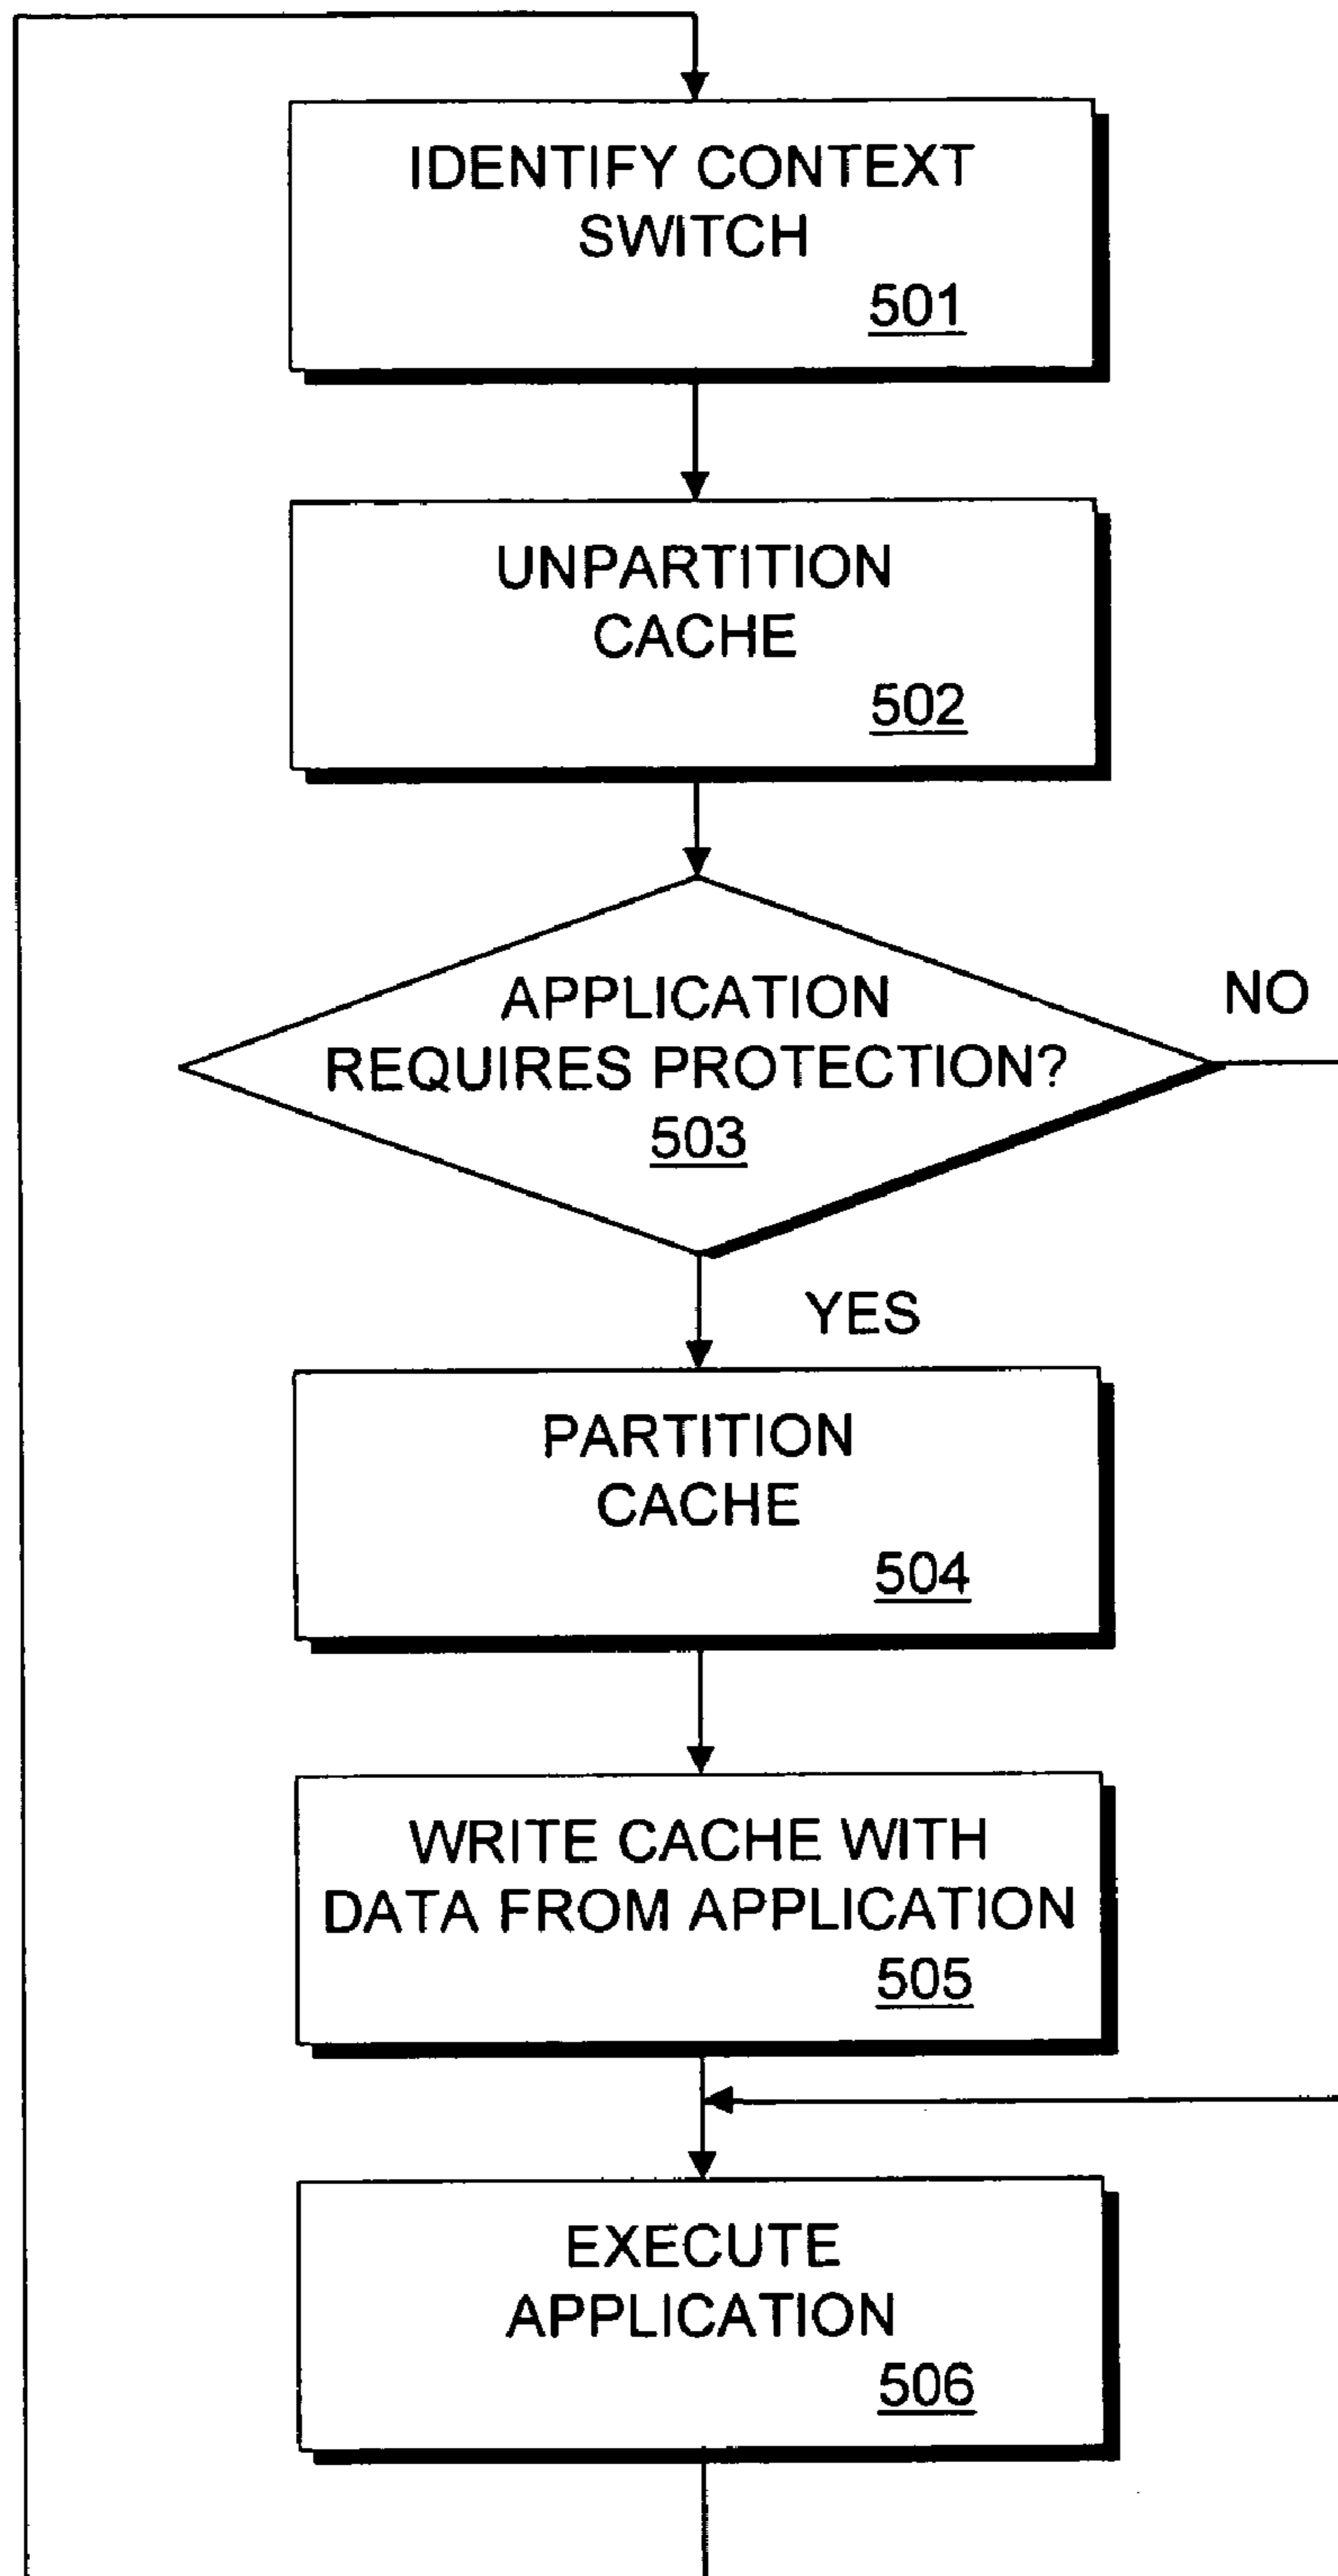 IDENTIFY CONTEXT
SWITCH
501
UNPARTITION
CACHE
502
APPLICATION
REQUIRES PROTECTION?
503
NO
YES
PARTITION
CACHE
504
WRITE CACHE WITH
DATA FROM APPLICATION
505
EXECUTE
APPLICATION
506